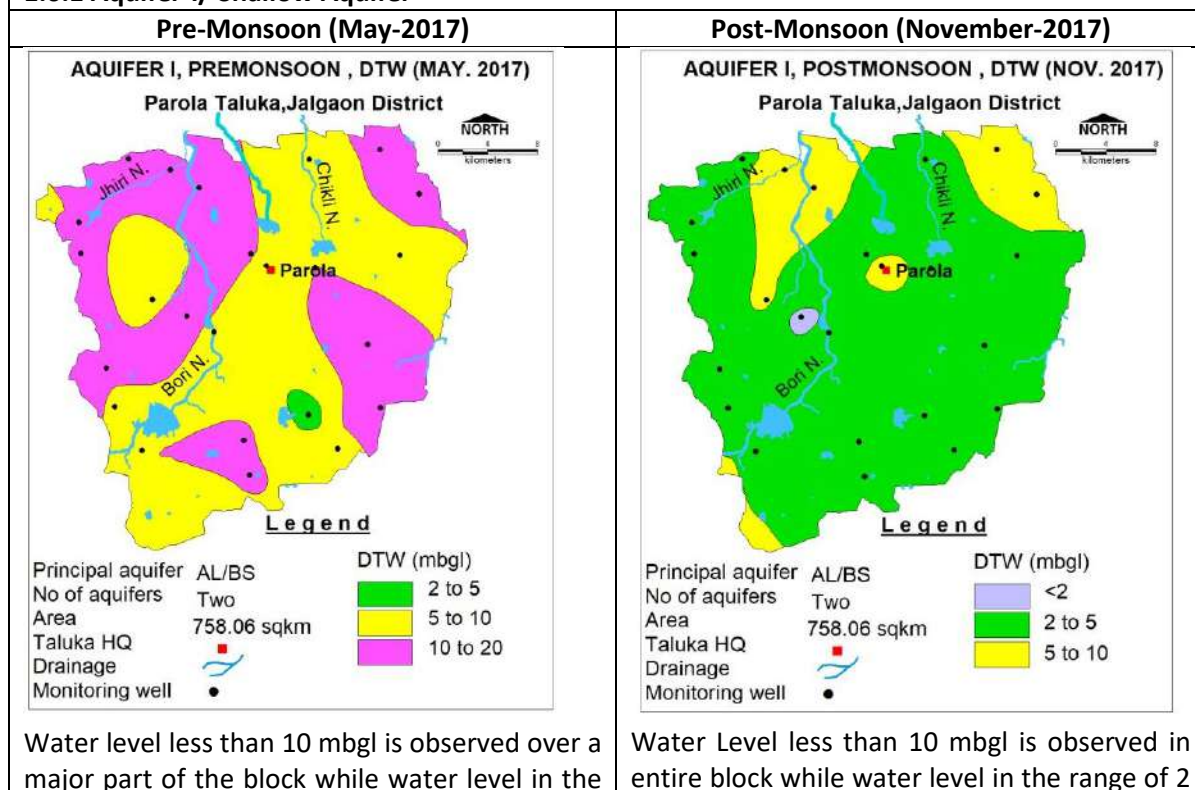 Pre-Monsoon (May-2017)
Post-Monsoon (November-2017)
AQUIFER I, PREMONSOON , DTW (MAY. 2017)
Parola Taluka,Jalgaon District
NORTH
0 4 8
kilometers
Jhiri N.
Chikli N.
Parola
Bori N.
Legend
Principal aquifer AL/BS
No of aquifers Two
Area 758.06 sqkm
Taluka HQ
Drainage
Monitoring well
DTW (mbgl)
2 to 5
5 to 10
10 to 20
AQUIFER I, POSTMONSOON , DTW (NOV. 2017)
Parola Taluka,Jalgaon District
NORTH
0 4 8
kilometers
Jhiri N.
Chikli N.
Parola
Bori N.
Legend
Principal aquifer AL/BS
No of aquifers Two
Area 758.06 sqkm
Taluka HQ
Drainage
Monitoring well
DTW (mbgl)
<2
2 to 5
5 to 10
Water level less than 10 mbgl is observed over a
major part of the block while water level in the
Water Level less than 10 mbgl is observed in
entire block while water level in the range of 2